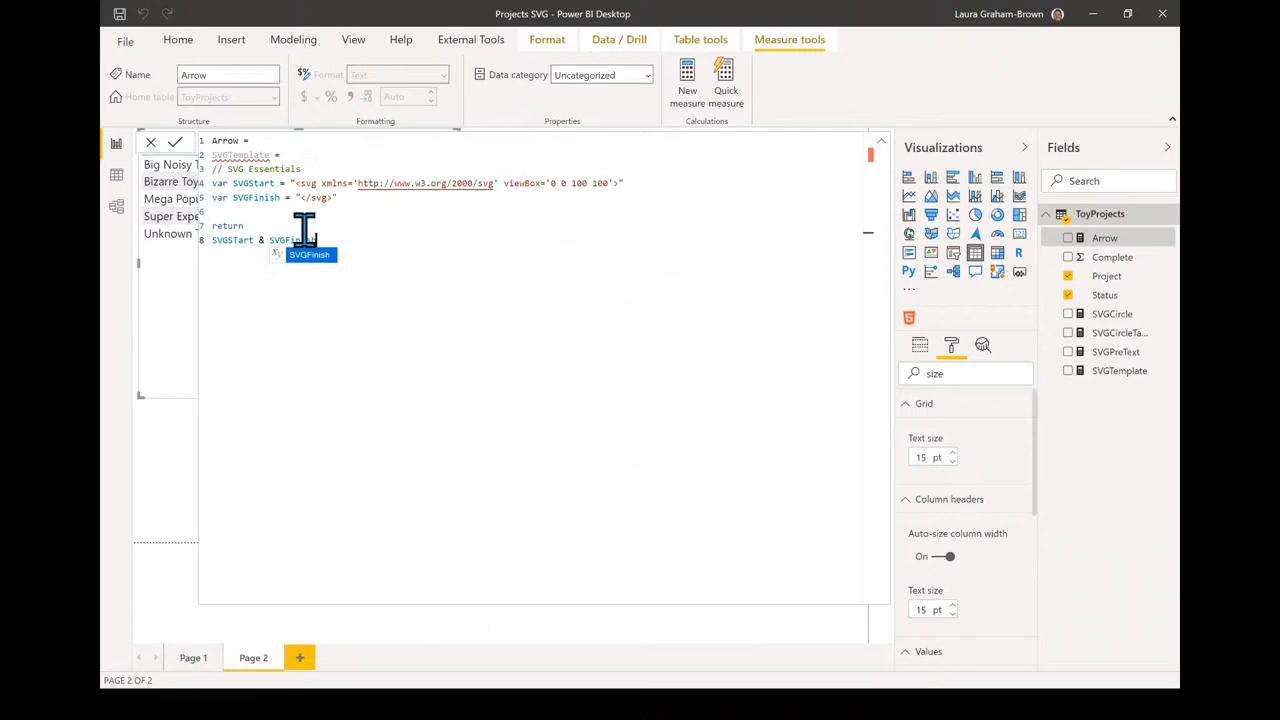 Projects SVG - Power BI Desktop
Laura Graham-Brown
File
Home
Insert
Modeling
View
Help
External Tools
Format
Data / Drill
Table tools
Measure tools
Name
Arrow
Format
Text
Data category
Uncategorized
New
measure
Quick
measure
Home table
ToyProjects
$
%
Auto
Structure
Formatting
Properties
Calculations
Big Noisy T
Bizarre Toy
Mega Popu
Super Expe
Unknown
1 Arrow =
2 SVGTemplate =
3 // SVG Essentials
4 var SVGStart = "<svg xmlns='http://www.w3.org/2000/svg' viewBox='0 0 100 100'>"
5 var SVGFinish = "</svg>"
6
7 return
8 SVGSTart & SVGFinish
SVGFinish
Visualizations
size
Grid
Text size
15 pt
Column headers
Auto-size column width
On
Text size
15 pt
Values
Fields
Search
ToyProjects
Arrow
Complete
Project
Status
SVGCircle
SVGCircleTa...
SVGPreText
SVGTemplate
Page 1
Page 2
PAGE 2 OF 2